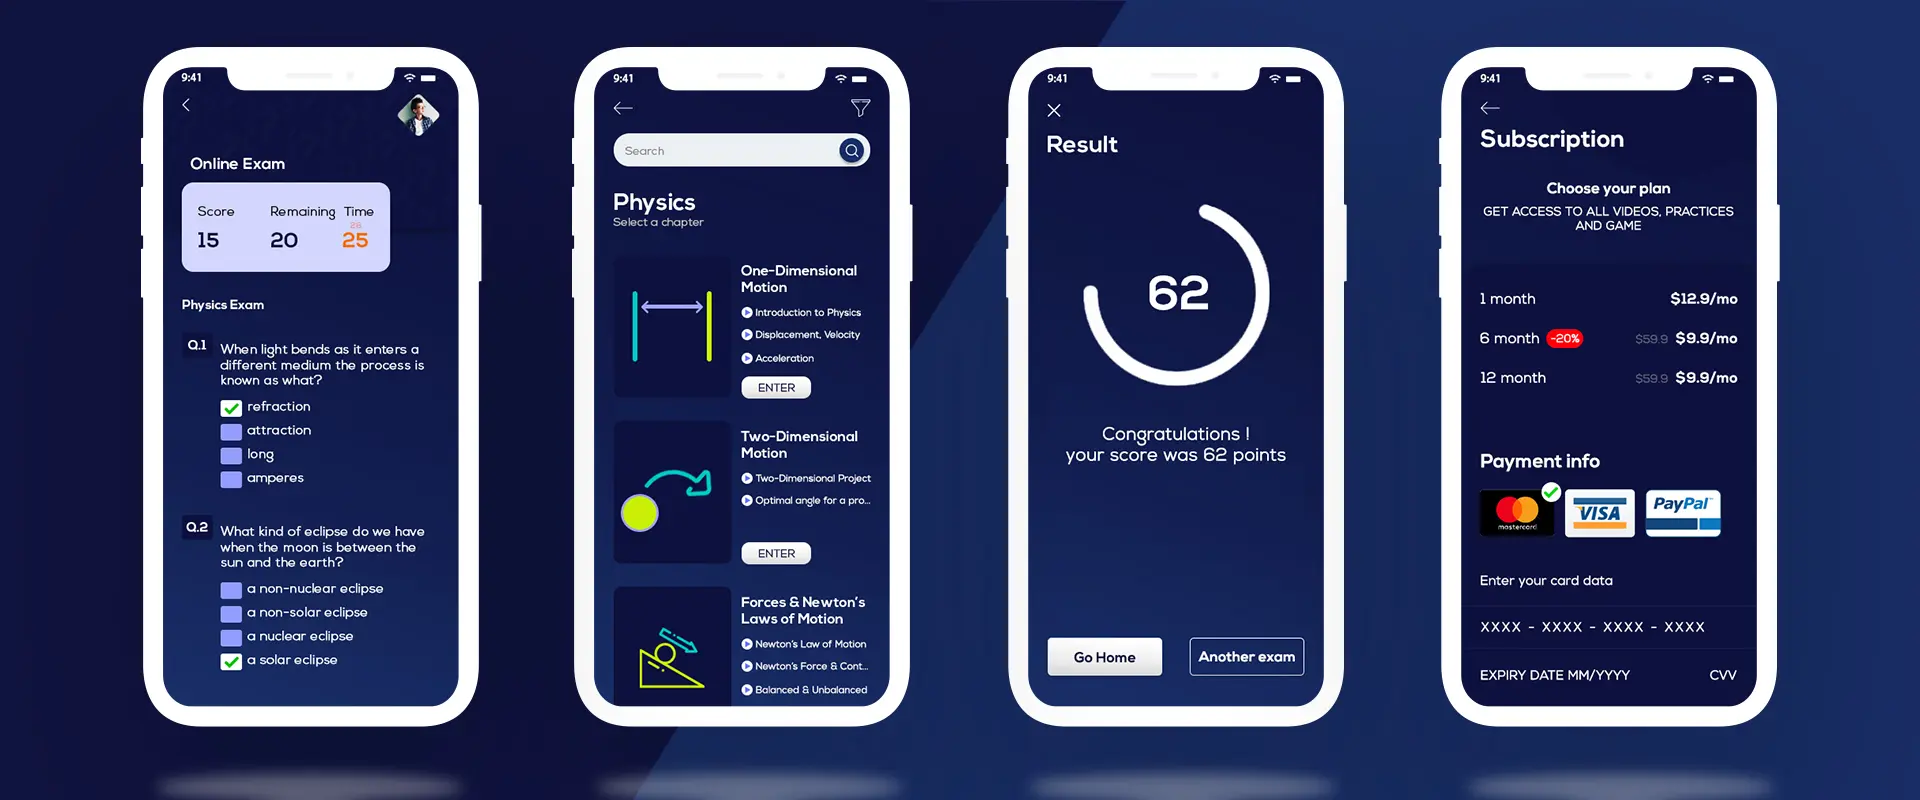 9:41
Online Exam
Score Remaining Time
15 20 25
Physics Exam
Q.1 When light bends as it enters a
different medium the process is
known as what?
refraction
attraction
long
amperes
Q.2 What kind of eclipse do we have
when the moon is between the
sun and the earth?
a non-nuclear eclipse
a non-solar eclipse
a nuclear eclipse
a solar eclipse
9:41
Search
Physics
Select a chapter
One-Dimensional
Motion
Introduction to Physics
Displacement, Velocity
Acceleration
ENTER
Two-Dimensional
Motion
Two-Dimensional Project
Optimal angle for a pro...
ENTER
Forces & Newton's
Laws of Motion
Newton's Law of Motion
Newton's Force & Cont...
Balanced & Unbalanced
9:41
Result
62
Congratulations !
your score was 62 points
Go Home Another exam
9:41
Subscription
Choose your plan
GET ACCESS TO ALL VIDEOS, PRACTICES
AND GAME
1 month $12.9/mo
6 month -20% $59.9 $9.9/mo
12 month $59.9 $9.9/mo
Payment info
mastercard VISA PayPal
Enter your card data
XXXX - XXXX - XXXX - XXXX
EXPIRY DATE MM/YYYY CVV